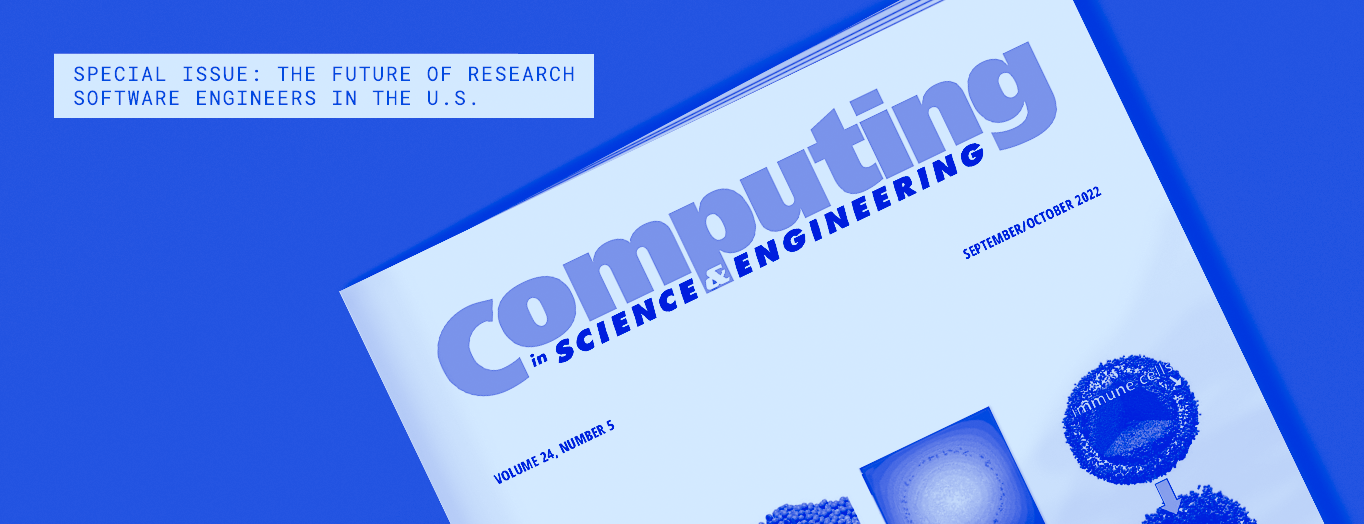 SPECIAL ISSUE: THE FUTURE OF RESEARCH
SOFTWARE ENGINEERS IN THE U.S.
Computing
in SCIENCE & ENGINEERING
SEPTEMBER/OCTOBER 2022
VOLUME 24, NUMBER 5
immune cell